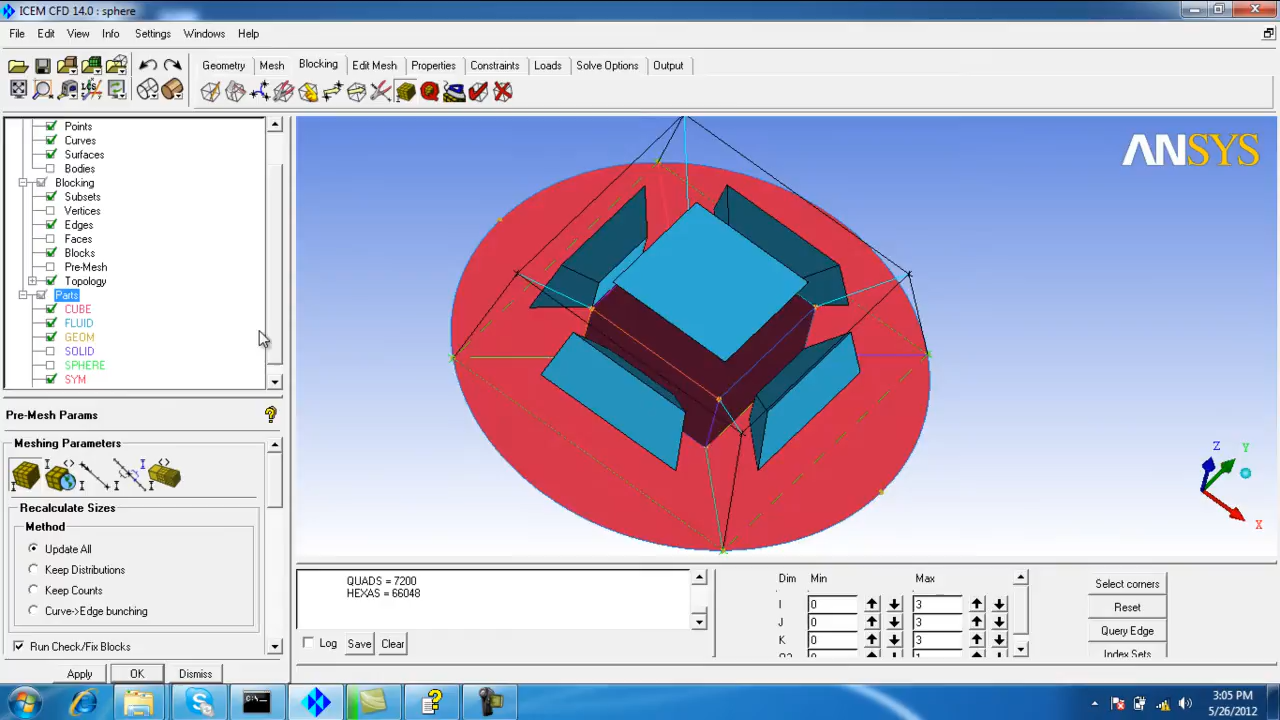 ICEM CFD 14.0 : sphere
File Edit View Info Settings Windows Help
Geometry Mesh Blocking Edit Mesh Properties Constraints Loads Solve Options Output
Points
Curves
Surfaces
Bodies
Blocking
Subsets
Vertices
Edges
Faces
Blocks
Pre-Mesh
Topology
Parts
CUBE
FLUID
GEOM
SOLID
SPHERE
SYM
ANSYS
Z
Y
X
Pre-Mesh Params
Meshing Parameters
Recalculate Sizes
Method
Update All
Keep Distributions
Keep Counts
Curve->Edge bunching
Run Check/Fix Blocks
Apply OK Dismiss
QUADS = 7200
HEXAS = 66048
Log Save Clear
Dim Min Max
I 0 3
J 0 3
K 0 3
Select corners
Reset
Query Edge
Index Sets
3:05 PM
5/26/2012